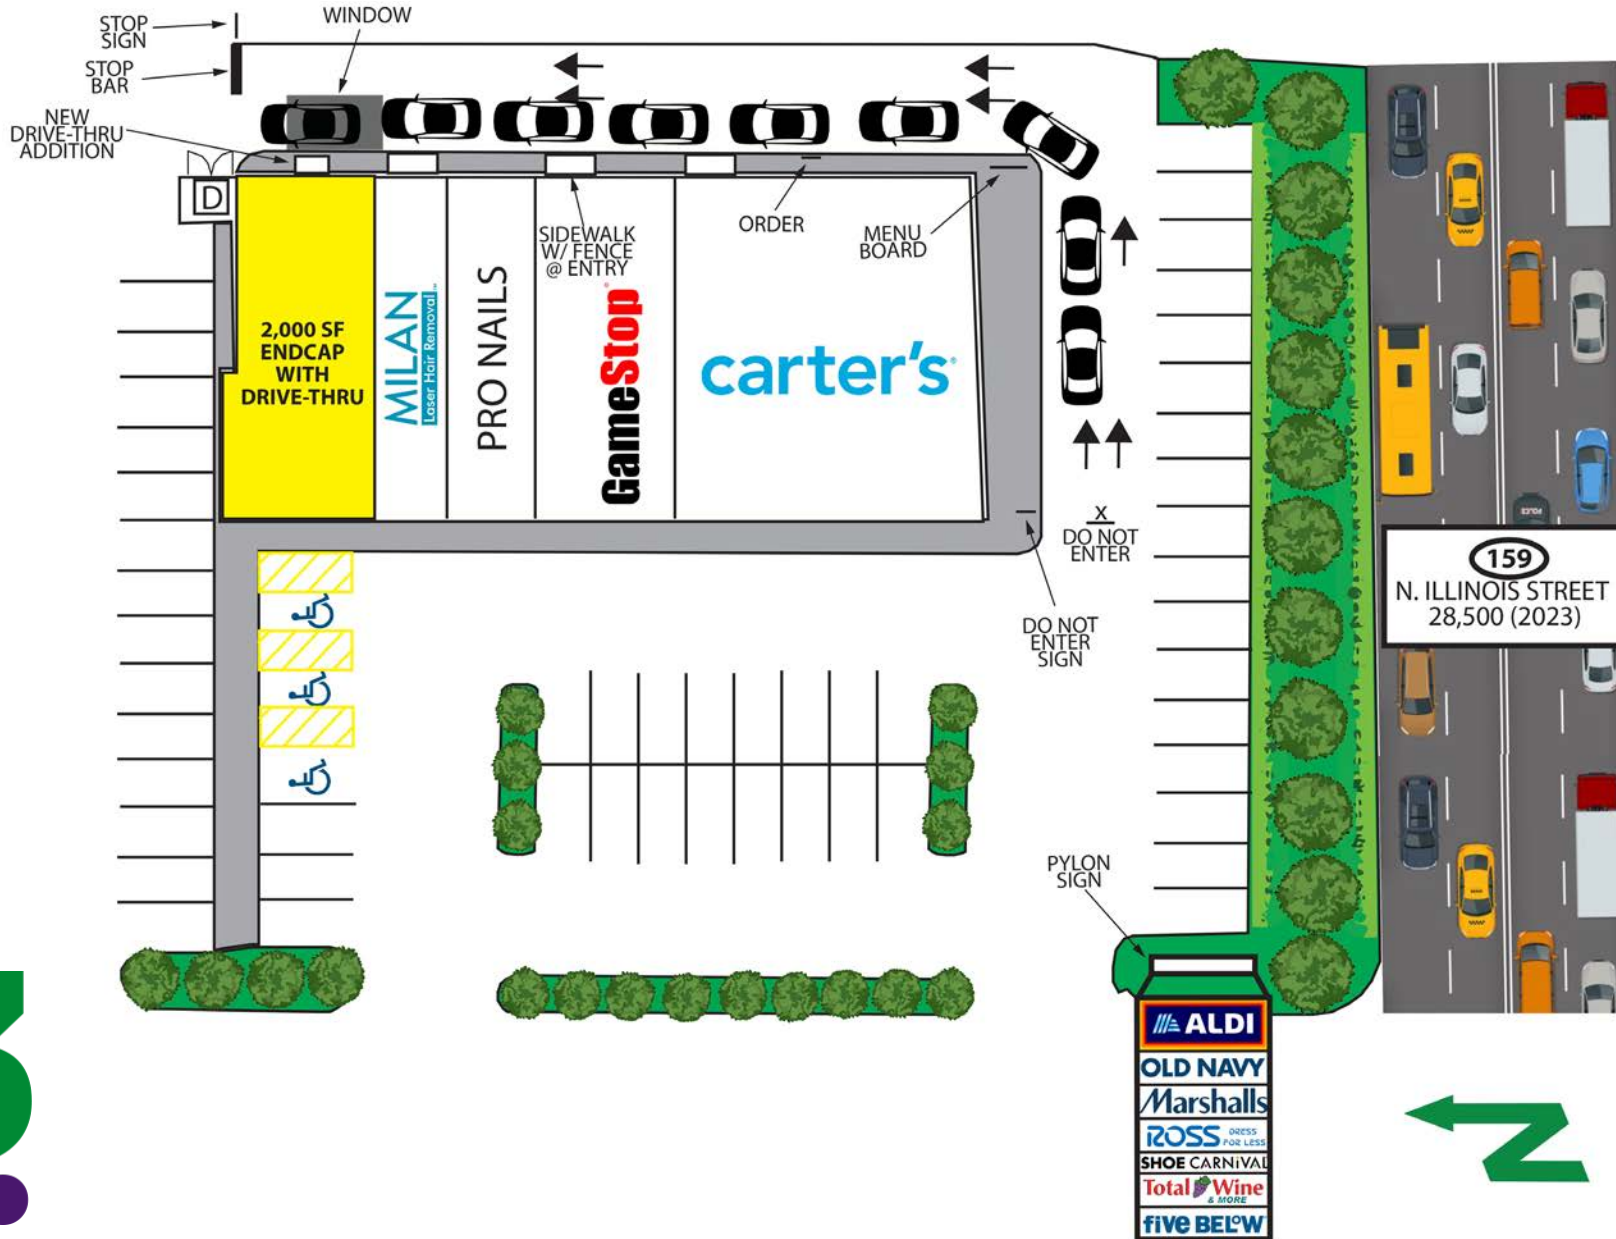 STOP
SIGN
WINDOW
STOP
BAR
NEW
DRIVE-THRU
ADDITION
D
ORDER
MENU
BOARD
SIDEWALK
W/ FENCE
@ ENTRY
2,000 SF
ENDCAP
WITH
DRIVE-THRU
MILAN
Laser Hair Removal
PRO NAILS
GameStop
carter's
X
DO NOT
ENTER
DO NOT
ENTER
SIGN
POLICE
159
N. ILLINOIS STREET
28,500 (2023)
PYLON
SIGN
ALDI
OLD NAVY
Marshalls
ROSS DRESS
FOR LESS
SHOE CARNiVAL
Total Wine
& MORE
five BELOW
N